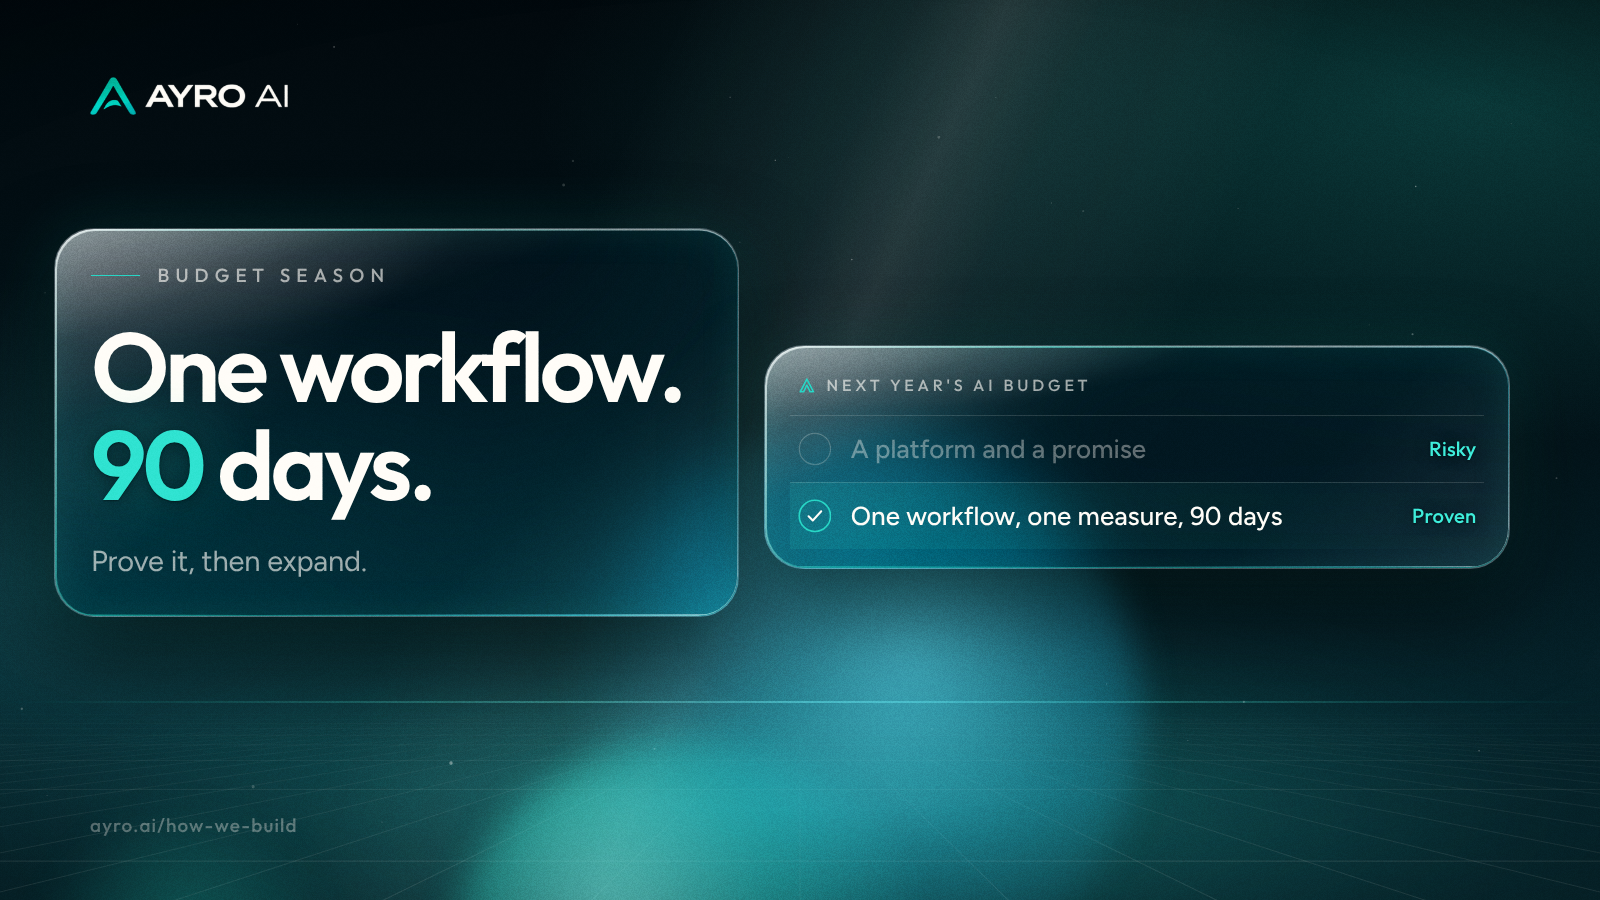 AYRO AI
BUDGET SEASON
One workflow.
90 days.
Prove it, then expand.
NEXT YEAR'S AI BUDGET
A platform and a promise Risky
One workflow, one measure, 90 days Proven
ayro.ai/how-we-build